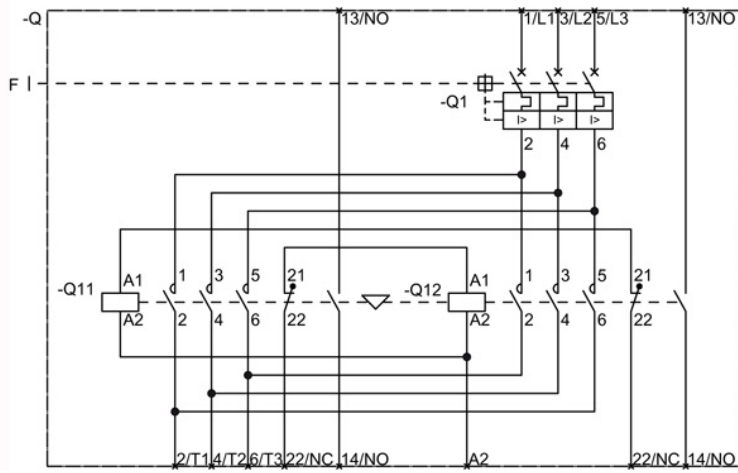 -Q 13/NO 1/L1 3/L2 5/L3 13/NO
F
-Q1
I> I> I>
2 4 6
A1 1 3 5 21 A1 1 3 5 21
-Q11 -Q12
A2 2 4 6 22 A2 2 4 6 22
2/T1 4/T2 6/T3 22/NC 14/NO A2 22/NC 14/NO